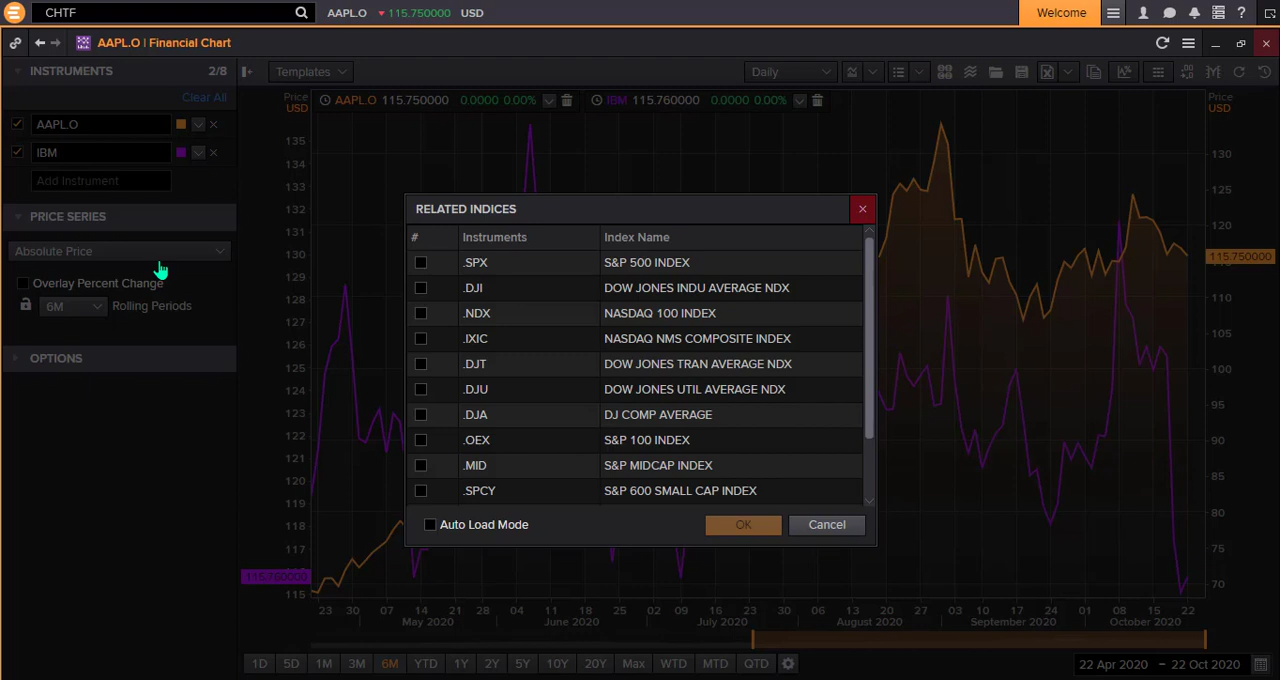 CHTF AAPL.O 115.750000 USD Welcome ?
AAPL.O | Financial Chart
INSTRUMENTS 2/8 Templates Daily
Clear All Price USD AAPL.O 115.750000 0.0000 0.00% IBM 115.760000 0.0000 0.00% Price USD
AAPL.O
IBM
Add Instrument
PRICE SERIES
Absolute Price
Overlay Percent Change
6M Rolling Periods
OPTIONS
135
134
133
132
131
130
129
128
127
126
125
124
123
122
121
120
119
118
117
115
115.760000
RELATED INDICES
# Instruments Index Name
.SPX S&P 500 INDEX
.DJI DOW JONES INDU AVERAGE NDX
.NDX NASDAQ 100 INDEX
.IXIC NASDAQ NMS COMPOSITE INDEX
.DJT DOW JONES TRAN AVERAGE NDX
.DJU DOW JONES UTIL AVERAGE NDX
.DJA DJ COMP AVERAGE
.OEX S&P 100 INDEX
.MID S&P MIDCAP INDEX
.SPCY S&P 600 SMALL CAP INDEX
Auto Load Mode OK Cancel
130
125
120
115.750000
110
105
100
95
90
85
80
75
70
23 30 07 14 21 28 04 11 18 25 02 09 16 23 30 06 13 20 27 03 10 17 24 01 08 15 22
May 2020 June 2020 July 2020 August 2020 September 2020 October 2020
1D 5D 1M 3M 6M YTD 1Y 2Y 5Y 10Y 20Y Max WTD MTD QTD 22 Apr 2020 – 22 Oct 2020